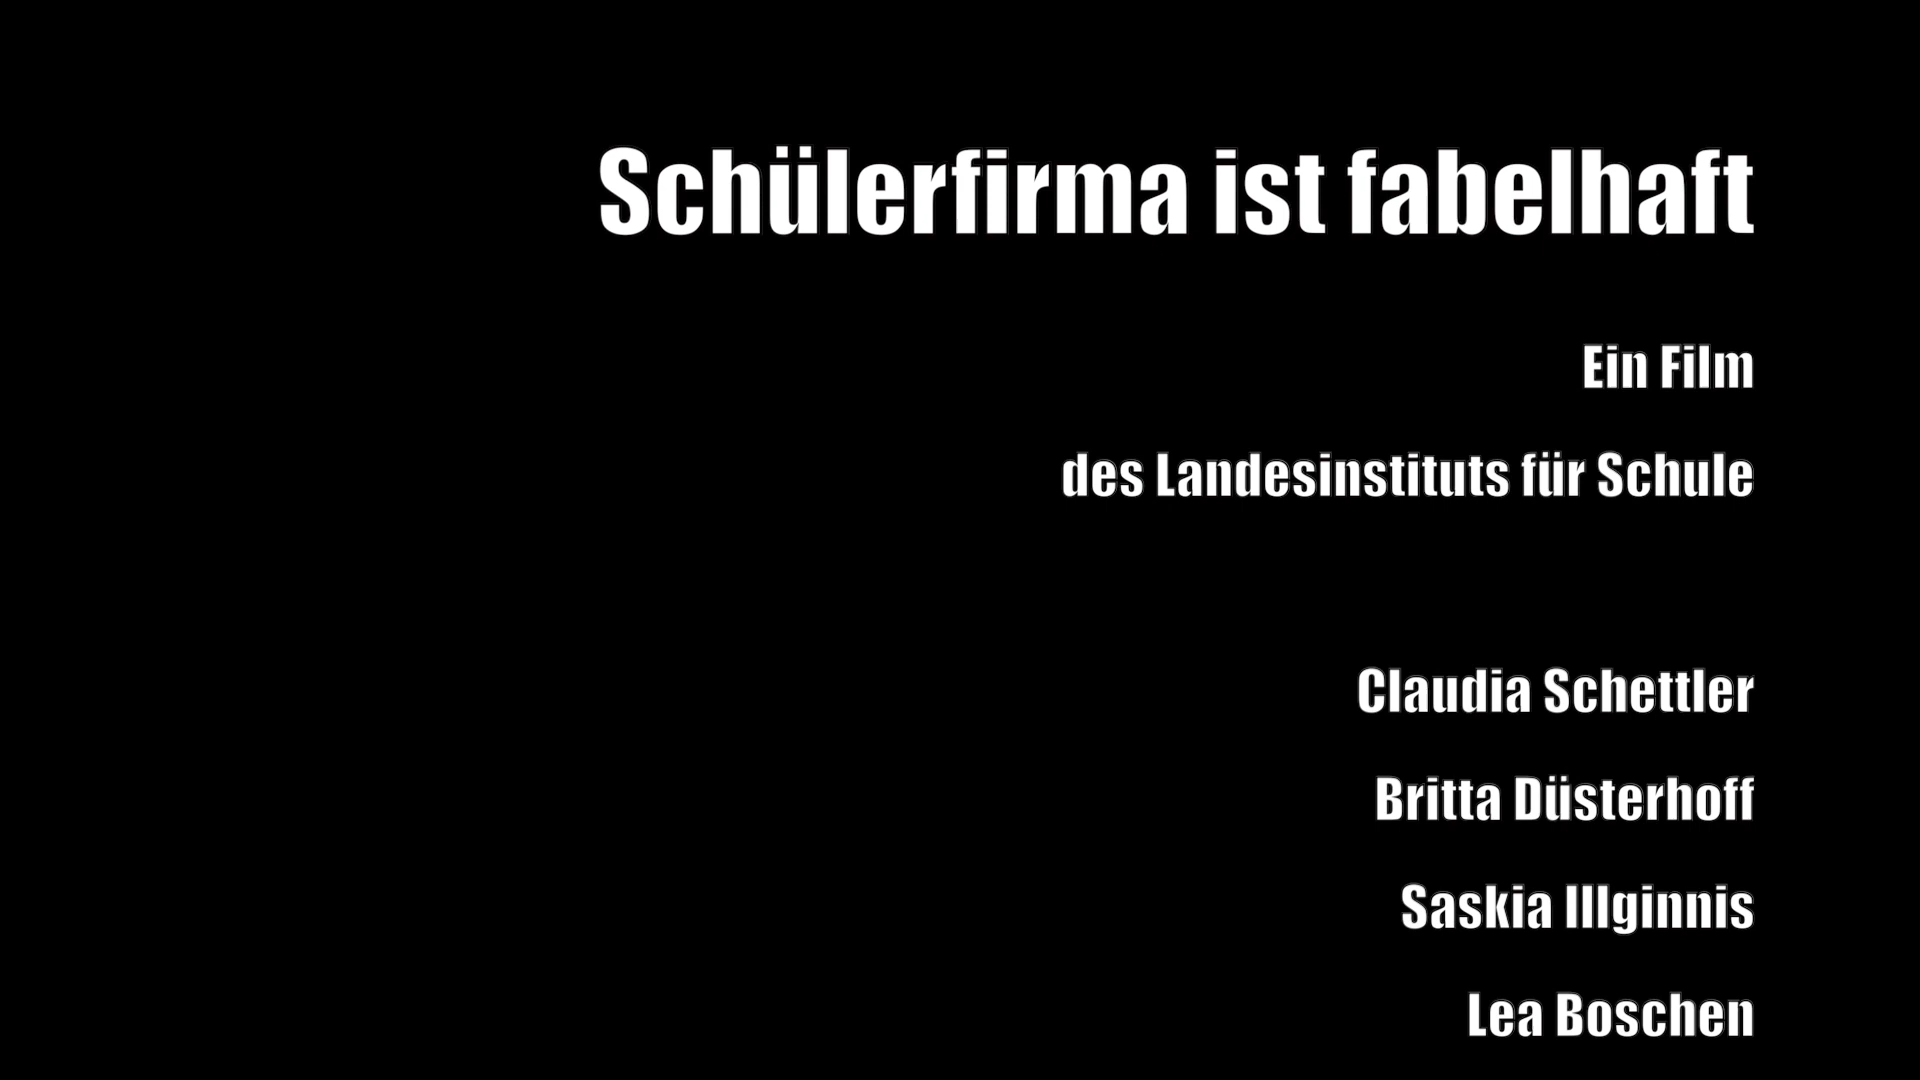 Schülerfirma ist fabelhaft
Ein Film
des Landesinstituts für Schule
Claudia Schettler
Britta Düsterhoff
Saskia Illginnis
Lea Boschen